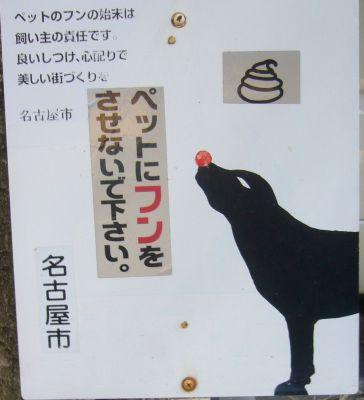 ペットのフンの始末は
飼い主の責任です。
良いしつけ、心配りで
美しい街づくりを
名古屋市
ペットにフンを
させないで下さい。
名古屋市